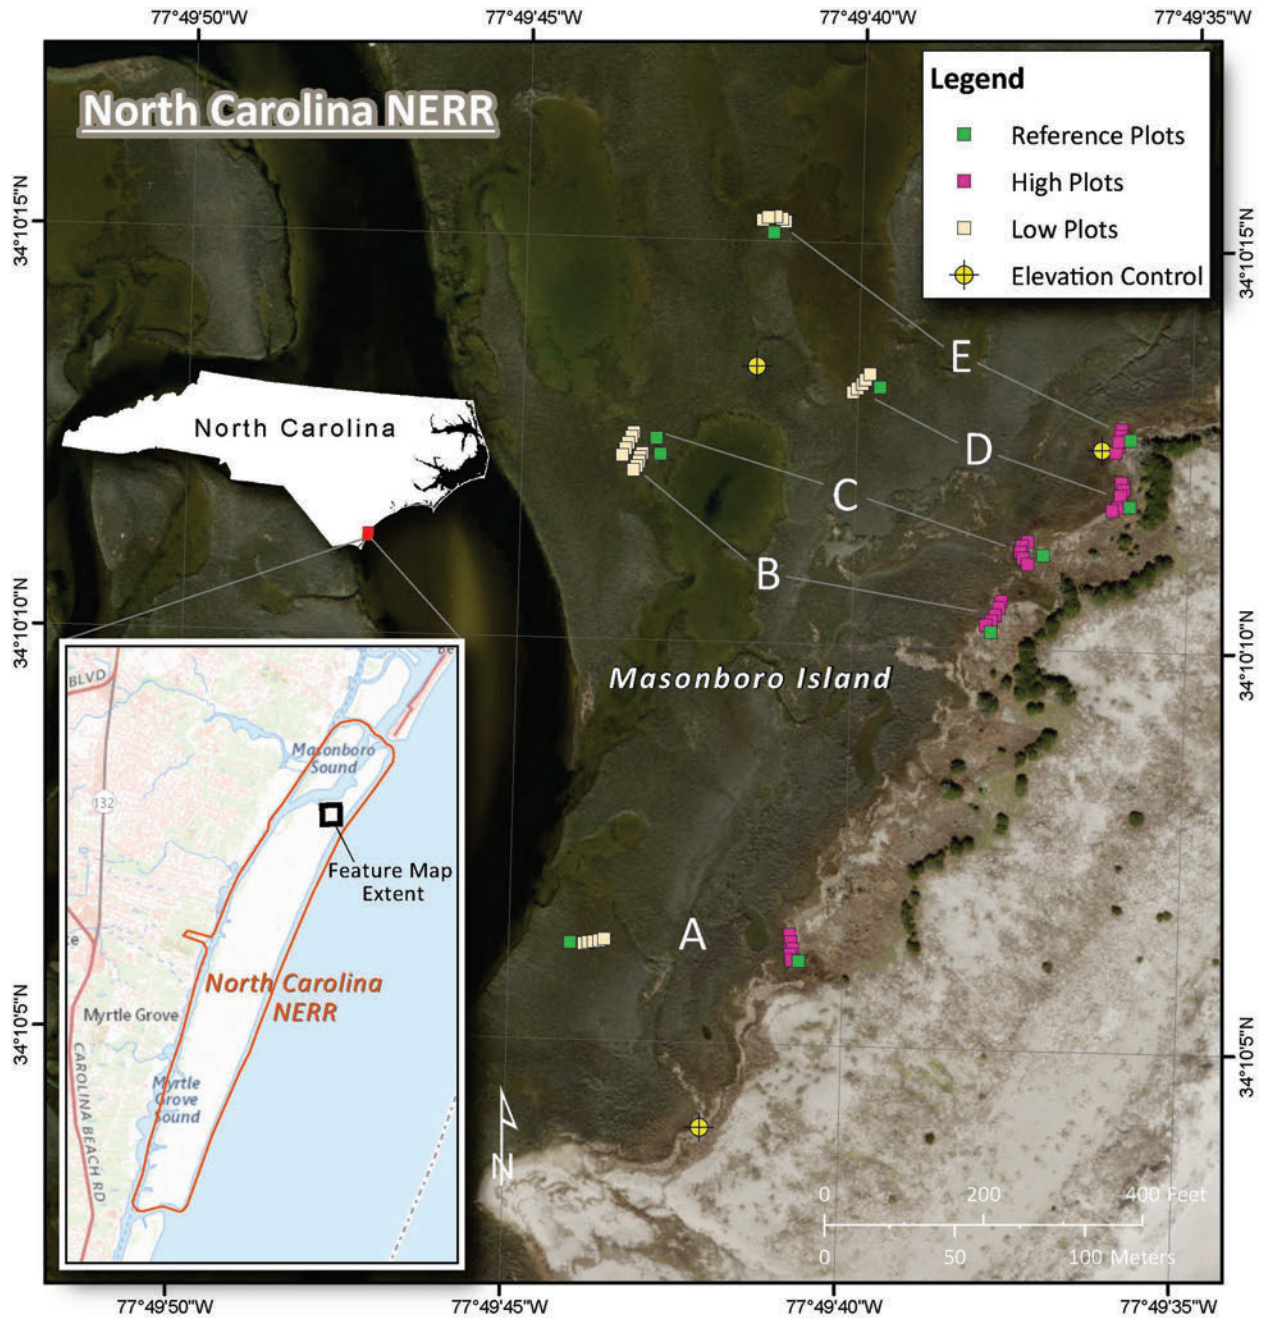 77°49'50"W
77°49'45"W
77°49'40"W
77°49'35"W
North Carolina NERR
Legend
Reference Plots
High Plots
Low Plots
Elevation Control
34°10'15"N
34°10'15"N
E
North Carolina
D
C
B
34°10'10"N
34°10'10"N
Masonboro Island
Be
BLVD
Masonboro
Sound
132
Feature Map
Extent
A
e
North Carolina
NERR
Myrtle Grove
34°10'5"N
34°10'5"N
CAROLINA BEACH RD
Myrtle
Grove
Sound
N
0 200 400 Feet
0 50 100 Meters
77°49'50"W
77°49'45"W
77°49'40"W
77°49'35"W